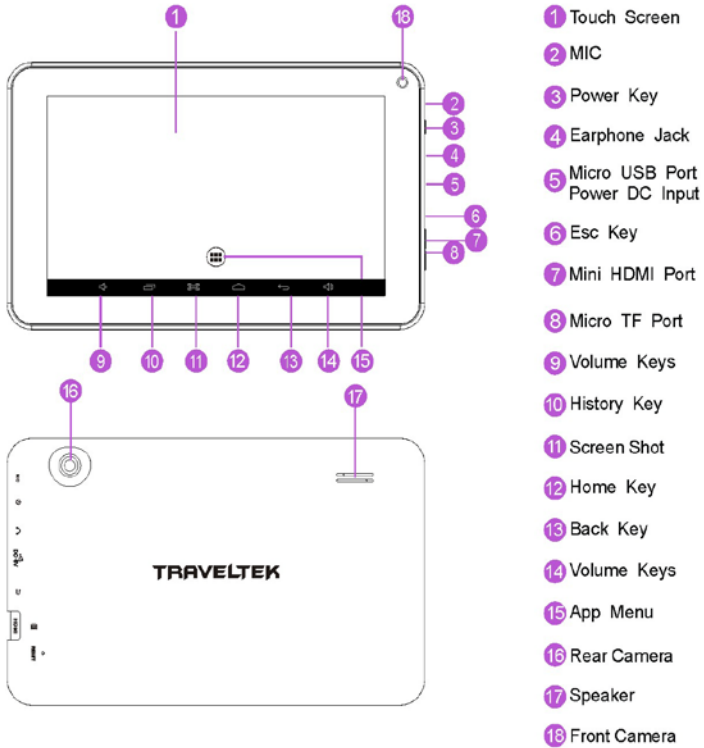 1
18
2
3
4
5
6
7
8
9
10
11
12
13
14
15
16
17
DC-5V
HDMI
RESET
TRAVELTEK
1 Touch Screen
2 MIC
3 Power Key
4 Earphone Jack
5 Micro USB Port
Power DC Input
6 Esc Key
7 Mini HDMI Port
8 Micro TF Port
9 Volume Keys
10 History Key
11 Screen Shot
12 Home Key
13 Back Key
14 Volume Keys
15 App Menu
16 Rear Camera
17 Speaker
18 Front Camera